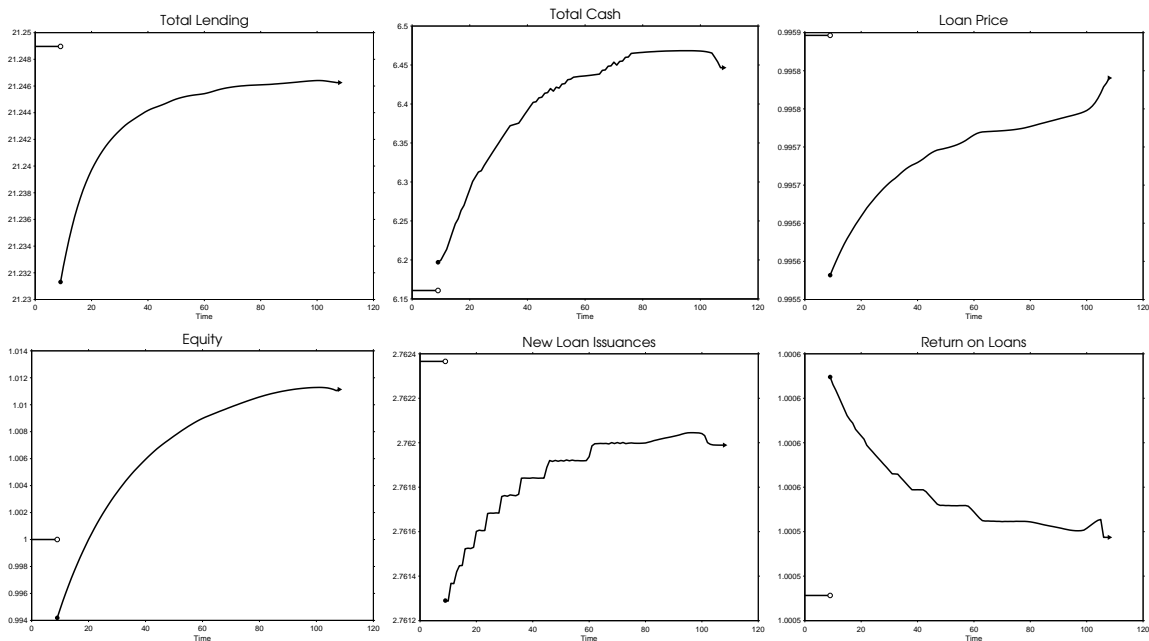 Total Lending
21.25
21.248
21.246
21.244
21.242
21.24
21.238
21.236
21.234
21.232
21.23
0 20 40 60 80 100 120
Time
Total Cash
6.5
6.45
6.4
6.35
6.3
6.25
6.2
6.15
0 20 40 60 80 100 120
Time
Loan Price
0.9959
0.9958
0.9958
0.9957
0.9957
0.9956
0.9956
0.9955
0 20 40 60 80 100 120
Time
Equity
1.014
1.012
1.01
1.008
1.006
1.004
1.002
1
0.998
0.996
0.994
0 20 40 60 80 100 120
Time
New Loan Issuances
2.7624
2.7622
2.762
2.7618
2.7616
2.7614
2.7612
0 20 40 60 80 100 120
Time
Return on Loans
1.0006
1.0006
1.0006
1.0006
1.0005
1.0005
1.0005
0 20 40 60 80 100 120
Time